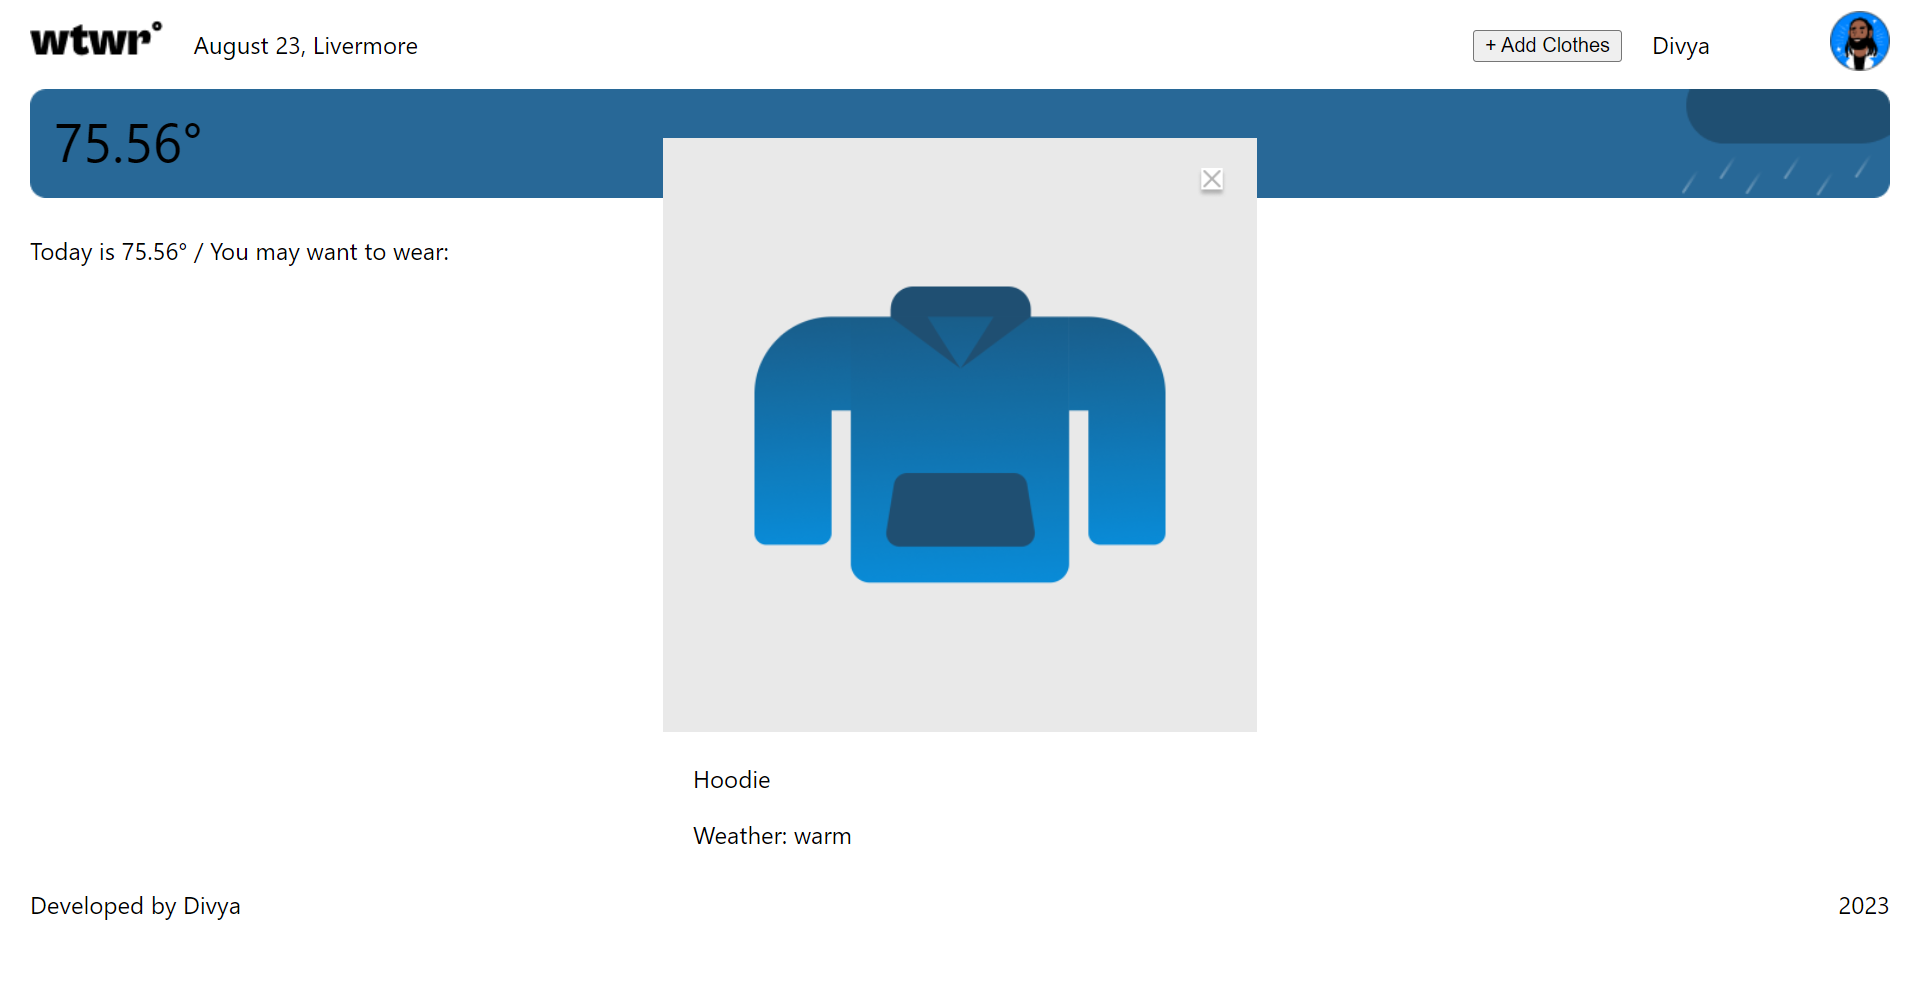 wtwr°
August 23, Livermore
+ Add Clothes
Divya
75.56°
Today is 75.56° / You may want to wear:
Hoodie
Weather: warm
Developed by Divya
2023